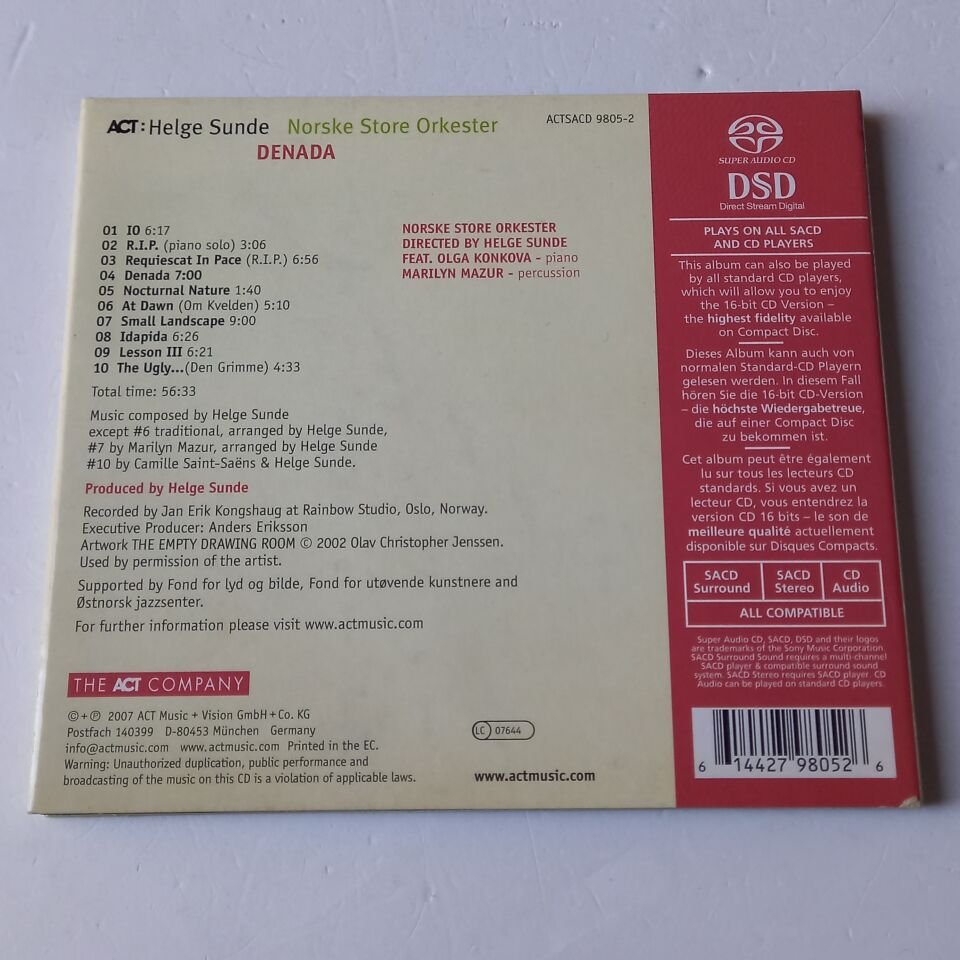 ACT: Helge Sunde Norske Store Orkester
DENADA
ACTSACD 9805-2
01 IO 6:17
02 R.I.P. (piano solo) 3:06
03 Requiescat In Pace (R.I.P.) 6:56
04 Denada 7:00
05 Nocturnal Nature 1:40
06 At Dawn (Om Kvelden) 5:10
07 Small Landscape 9:00
08 Idapida 6:26
09 Lesson III 6:21
10 The Ugly...(Den Grimme) 4:33
Total time: 56:33
NORSKE STORE ORKESTER
DIRECTED BY HELGE SUNDE
FEAT. OLGA KONKOVA - piano
MARILYN MAZUR - percussion
Music composed by Helge Sunde
except #6 traditional, arranged by Helge Sunde,
#7 by Marilyn Mazur, arranged by Helge Sunde
#10 by Camille Saint-Saëns & Helge Sunde.
Produced by Helge Sunde
Recorded by Jan Erik Kongshaug at Rainbow Studio, Oslo, Norway.
Executive Producer: Anders Eriksson
Artwork THE EMPTY DRAWING ROOM © 2002 Olav Christopher Jenssen.
Used by permission of the artist.
Supported by Fond for lyd og bilde, Fond for utøvende kunstnere and
Østnorsk jazzsenter.
For further information please visit www.actmusic.com
THE ACT COMPANY
© + ℗ 2007 ACT Music + Vision GmbH + Co. KG
Postfach 140399 D-80453 München Germany
info@actmusic.com www.actmusic.com Printed in the EC.
Warning: Unauthorized duplication, public performance and
broadcasting of the music on this CD is a violation of applicable laws.
LC 07644
www.actmusic.com
SUPER AUDIO CD
DSD
Direct Stream Digital
PLAYS ON ALL SACD
AND CD PLAYERS
This album can also be played
by all standard CD players,
which will allow you to enjoy
the 16-bit CD Version –
the highest fidelity available
on Compact Disc.
Dieses Album kann auch von
normalen Standard-CD Playern
gelesen werden. In diesem Fall
hören Sie die 16-bit CD-Version
– die höchste Wiedergabetreue,
die auf einer Compact Disc
zu bekommen ist.
Cet album peut être également
lu sur tous les lecteurs CD
standards. Si vous avez un
lecteur CD, vous entendrez la
version CD 16 bits – le son de
meilleure qualité actuellement
disponible sur Disques Compacts.
SACD Surround
SACD Stereo
CD Audio
ALL COMPATIBLE
Super Audio CD, SACD, DSD and their logos
are trademarks of the Sony Music Corporation.
SACD Surround Sound requires a multi-channel
SACD player & compatible surround sound
system. SACD Stereo requires SACD player. CD
Audio can be played on standard CD players.
6 14427 98052 6